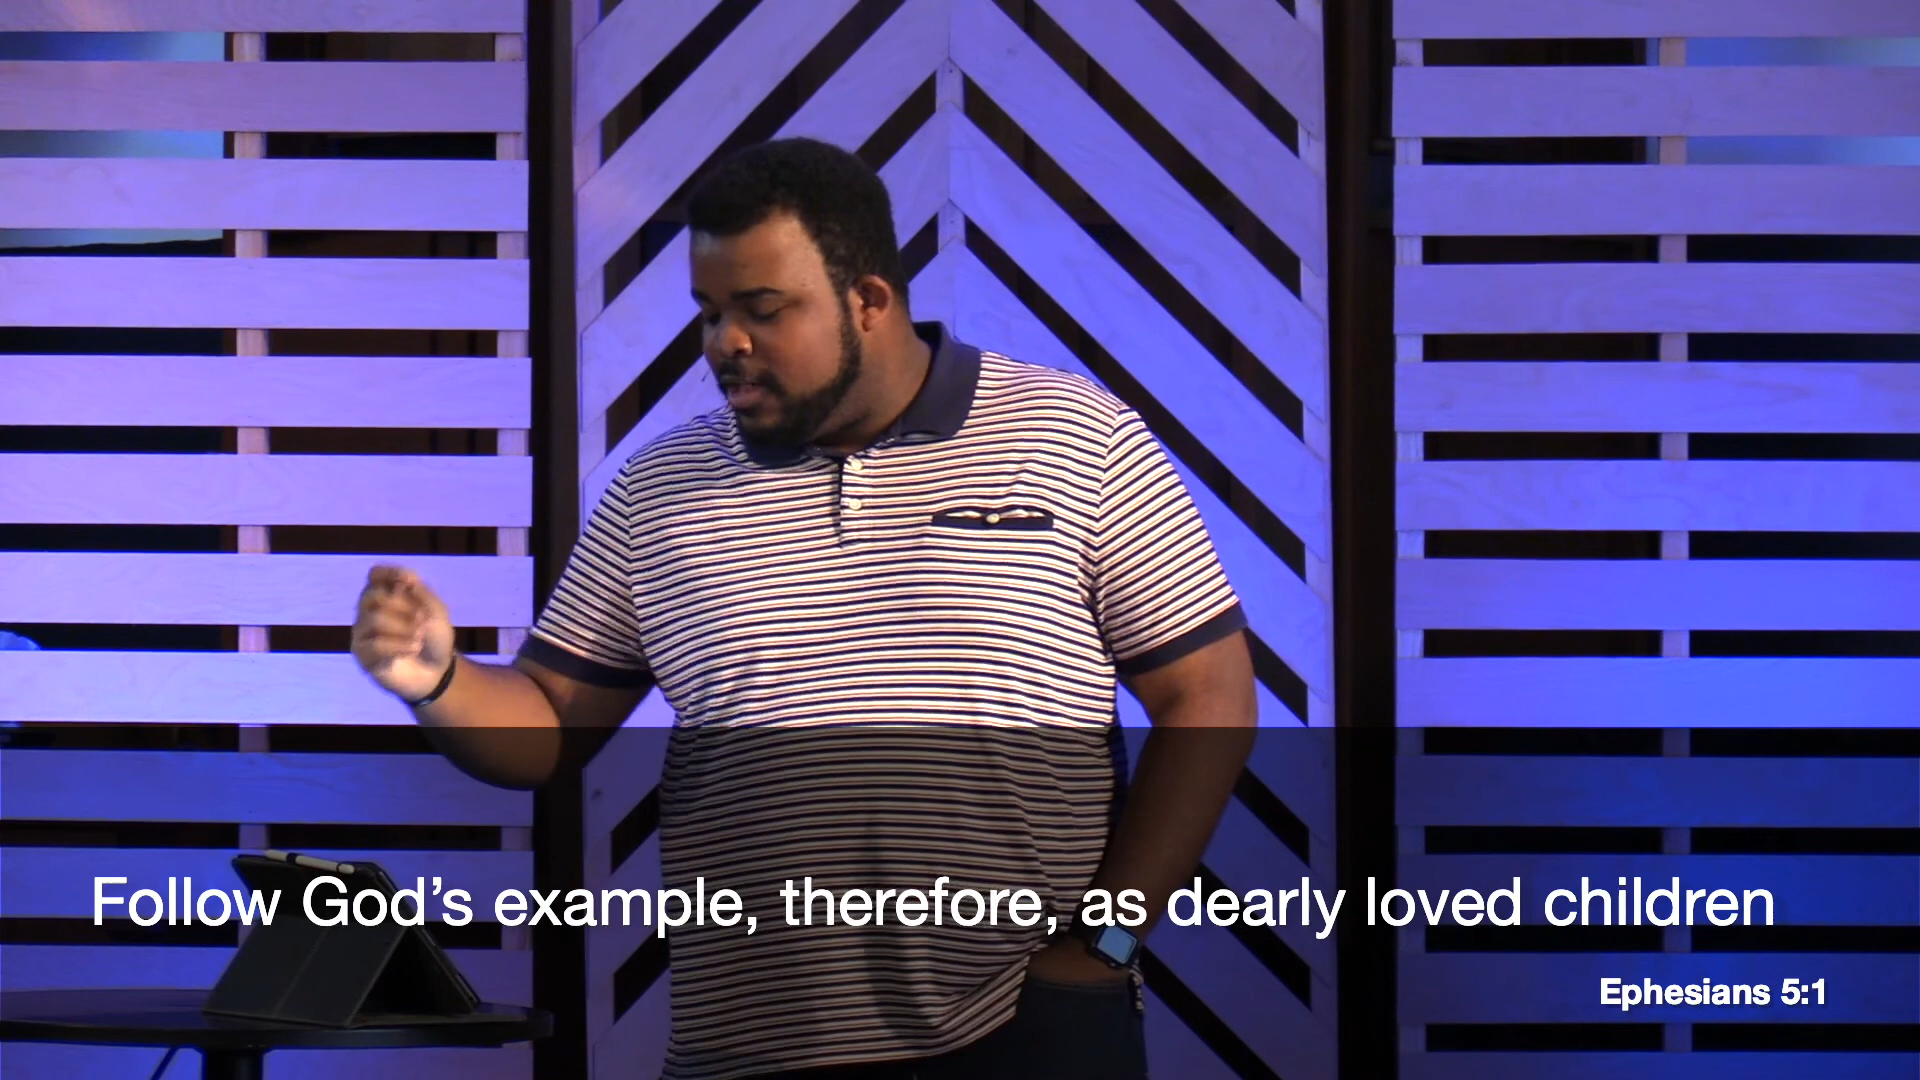 Follow God’s example, therefore, as dearly loved children
Ephesians 5:1